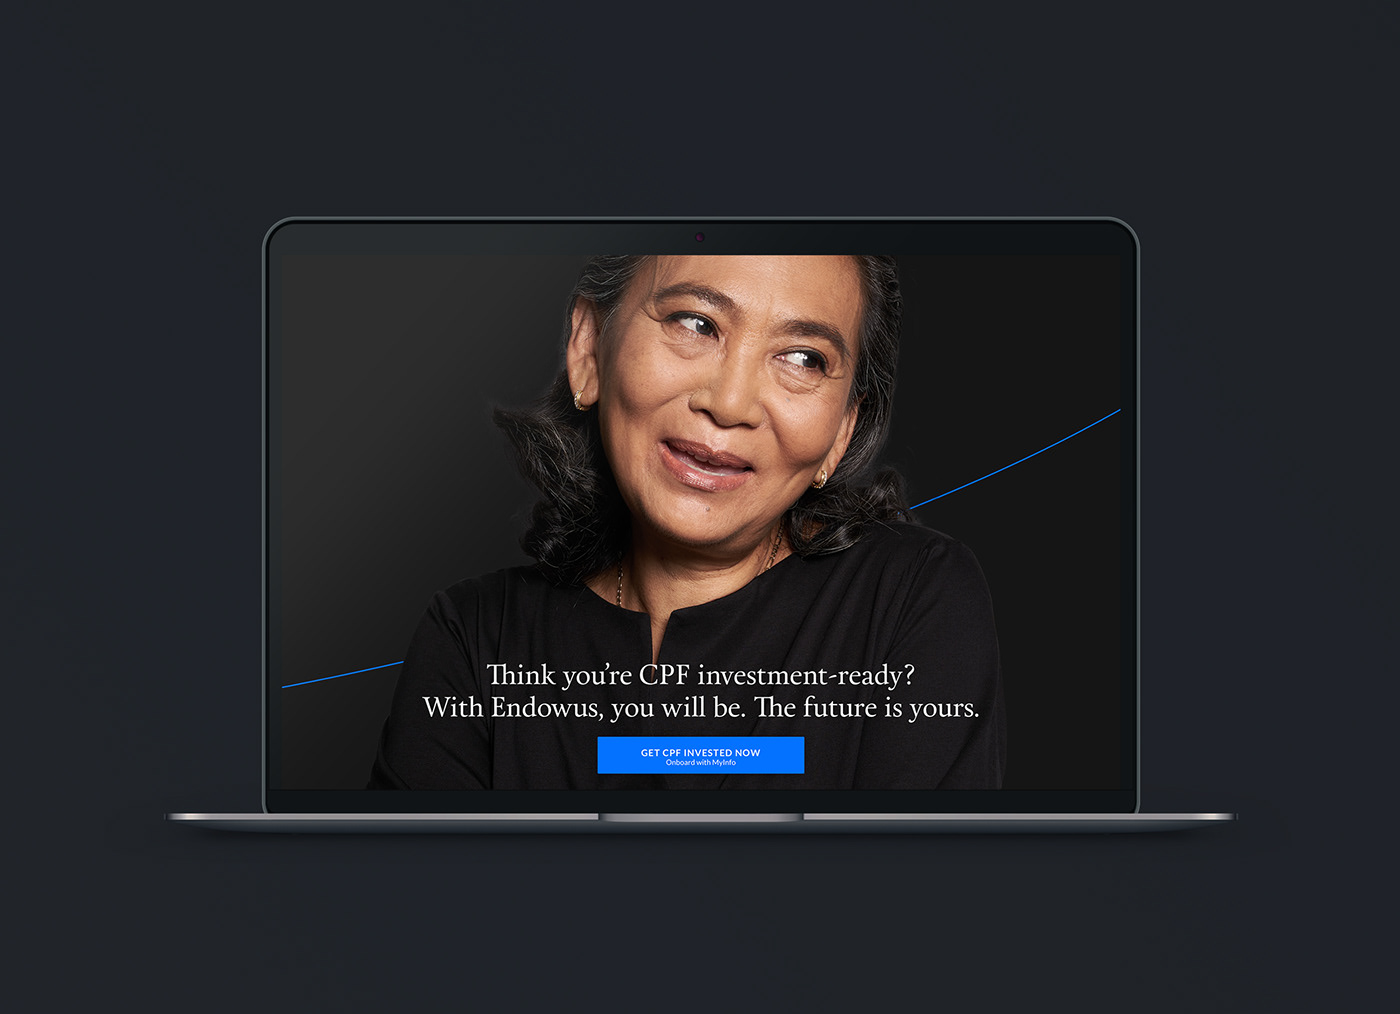 Think you’re CPF investment-ready?
With Endowus, you will be. The future is yours.
GET CPF INVESTED NOW
Onboard with MyInfo